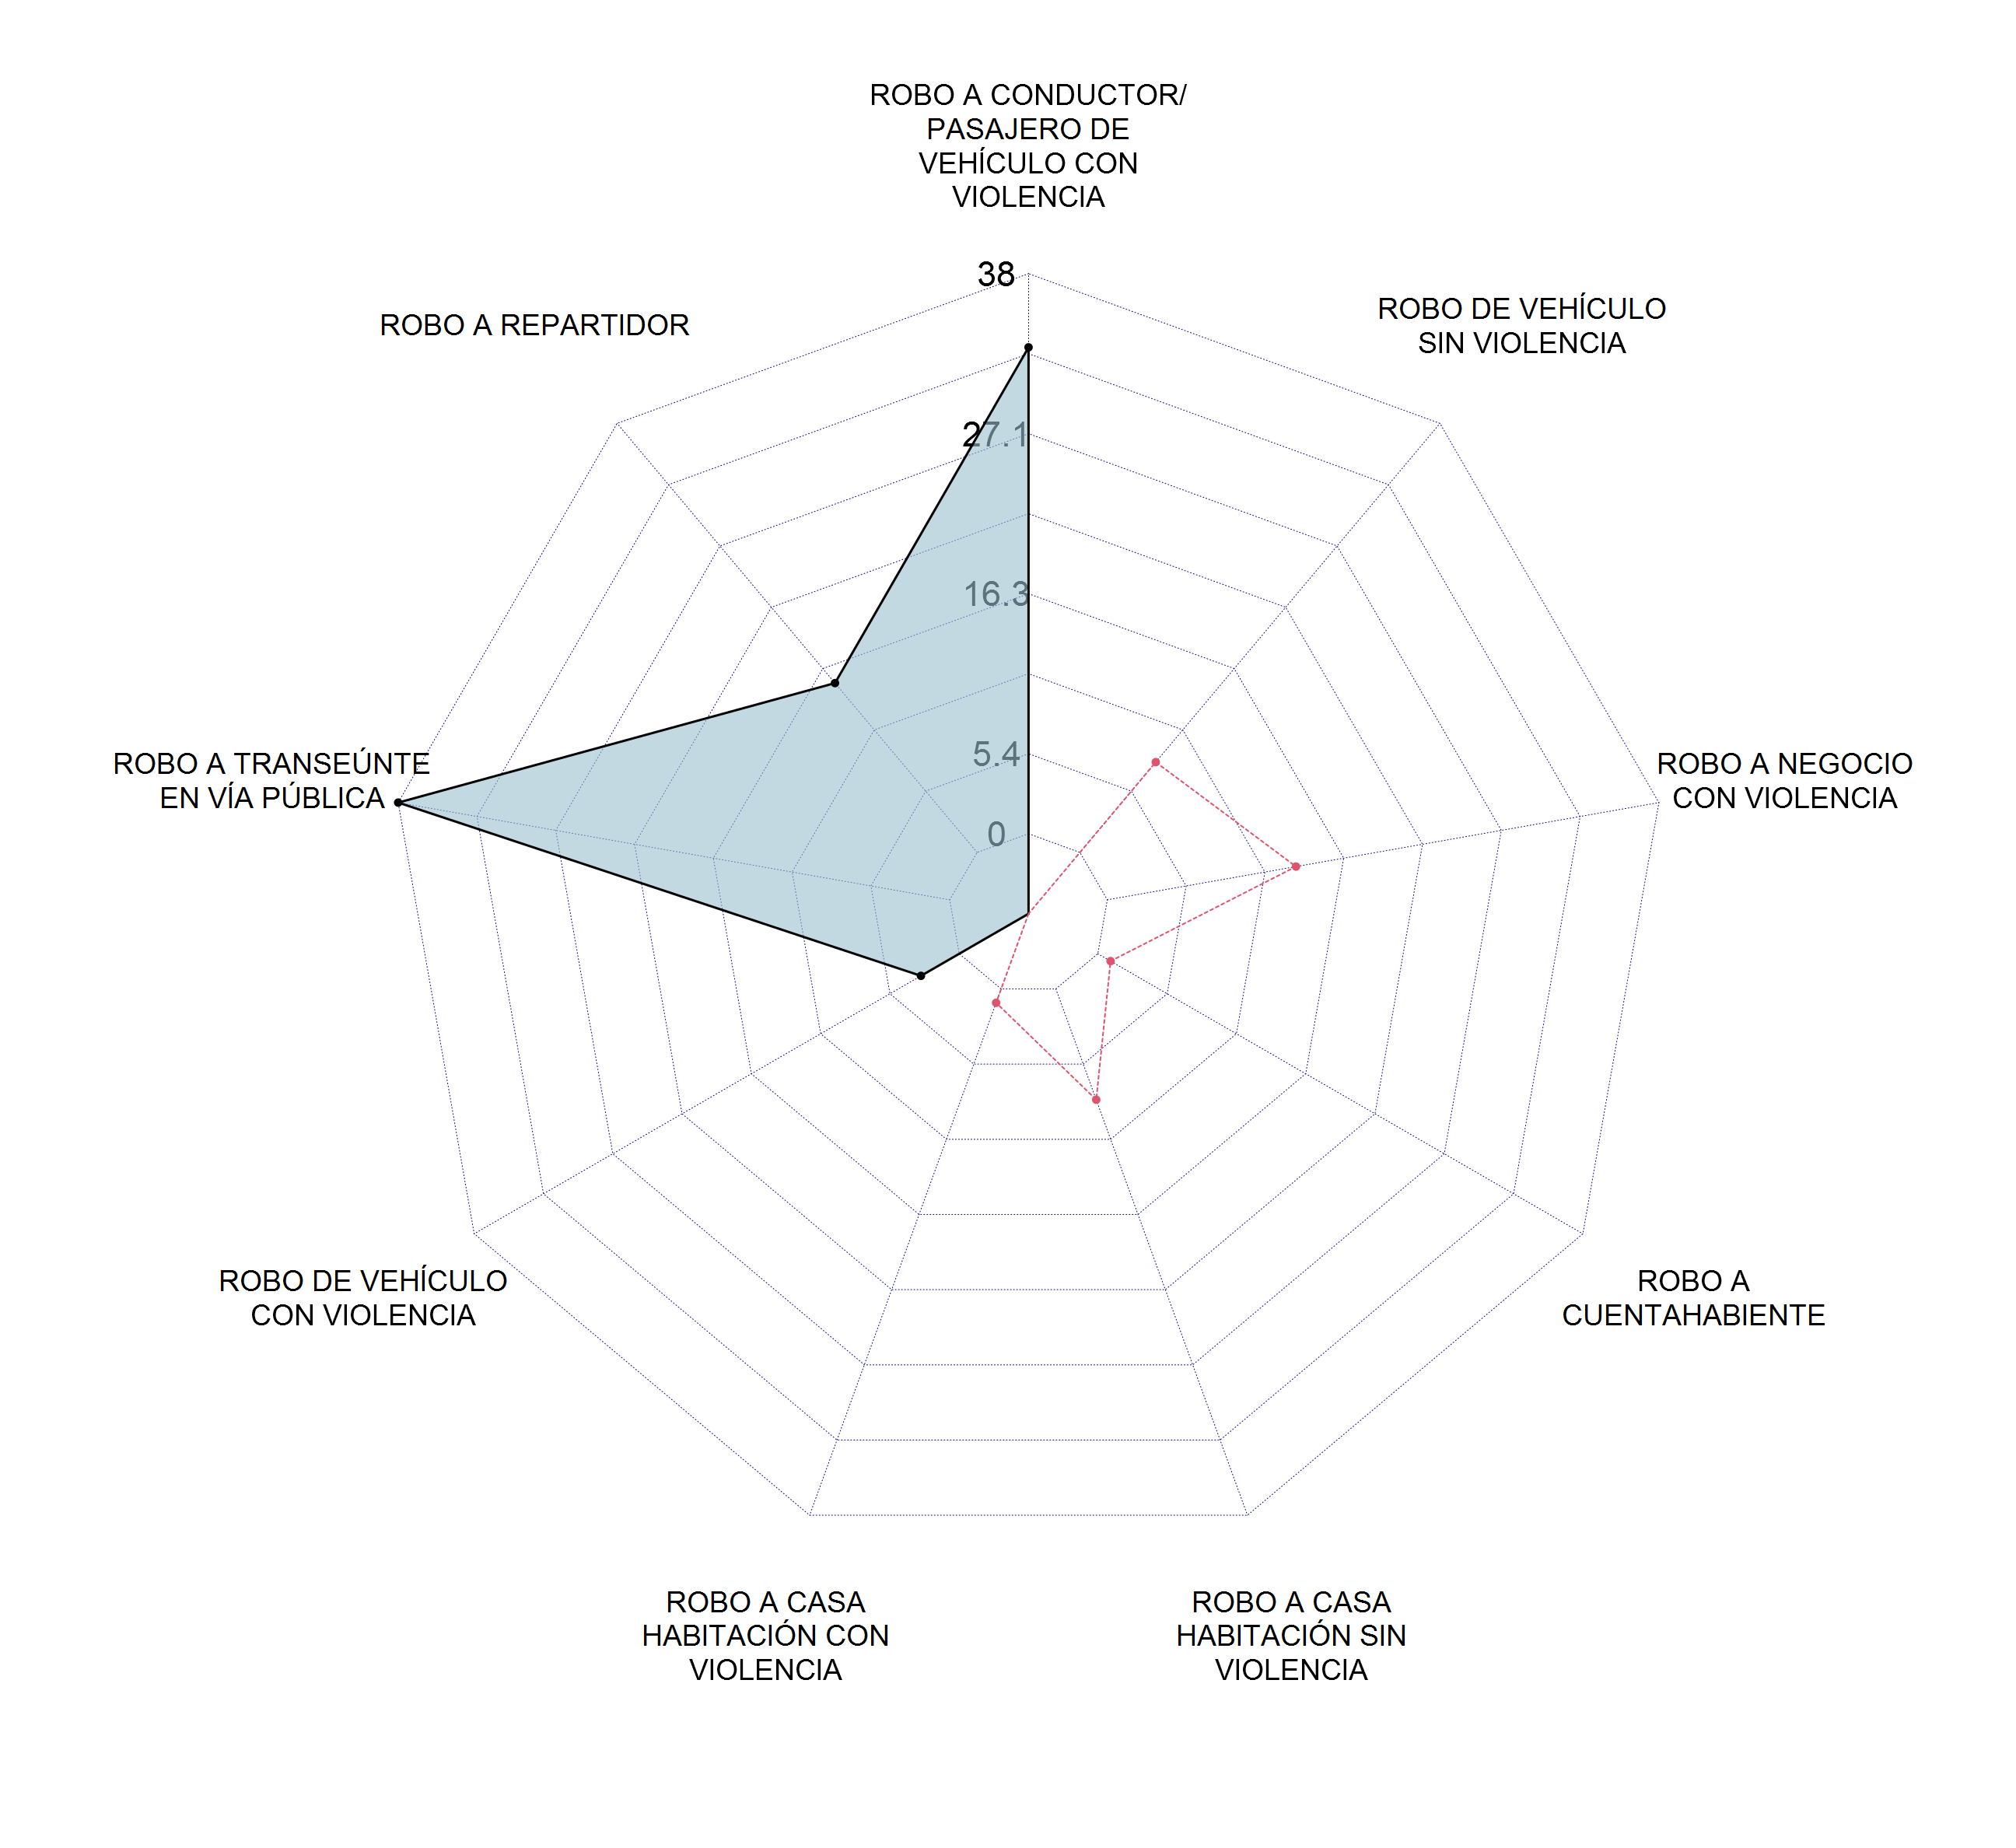 ROBO A CONDUCTOR/
PASAJERO DE
VEHÍCULO CON
VIOLENCIA
38
ROBO DE VEHÍCULO
SIN VIOLENCIA
ROBO A REPARTIDOR
27.1
16.3
5.4
0
ROBO A TRANSEÚNTE
EN VÍA PÚBLICA
ROBO A NEGOCIO
CON VIOLENCIA
ROBO DE VEHÍCULO
CON VIOLENCIA
ROBO A
CUENTAHABIENTE
ROBO A CASA
HABITACIÓN CON
VIOLENCIA
ROBO A CASA
HABITACIÓN SIN
VIOLENCIA